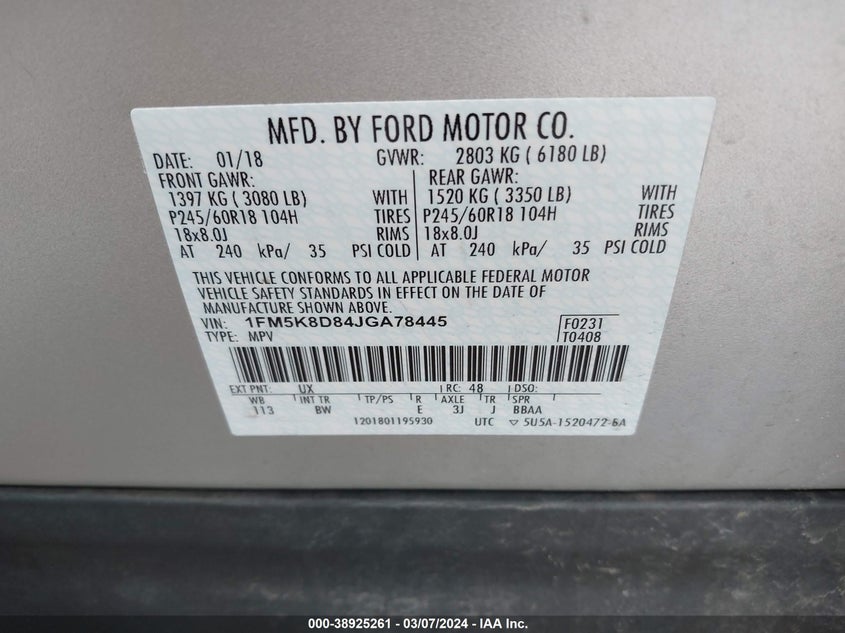 MFD. BY FORD MOTOR CO.
DATE: 01/18 GVWR: 2803 KG ( 6180 LB)
FRONT GAWR: REAR GAWR:
1397 KG ( 3080 LB) WITH 1520 KG ( 3350 LB) WITH
P245/60R18 104H TIRES P245/60R18 104H TIRES
18x8.0J RIMS 18x8.0J RIMS
AT 240 kPa/ 35 PSI COLD AT 240 kPa/ 35 PSI COLD
THIS VEHICLE CONFORMS TO ALL APPLICABLE FEDERAL MOTOR
VEHICLE SAFETY STANDARDS IN EFFECT ON THE DATE OF
MANUFACTURE SHOWN ABOVE.
VIN: 1FM5K8D84JGA78445 F0231
TYPE: MPV T0408
EXT PNT: UX RC: 48 DSO:
WB INT TR TP/PS R AXLE TR SPR
113 BW E 3J J BBAA
1201801195930 UTC ▽ 5U5A-1520472-6A
000-38925261 - 03/07/2024 - IAA Inc.